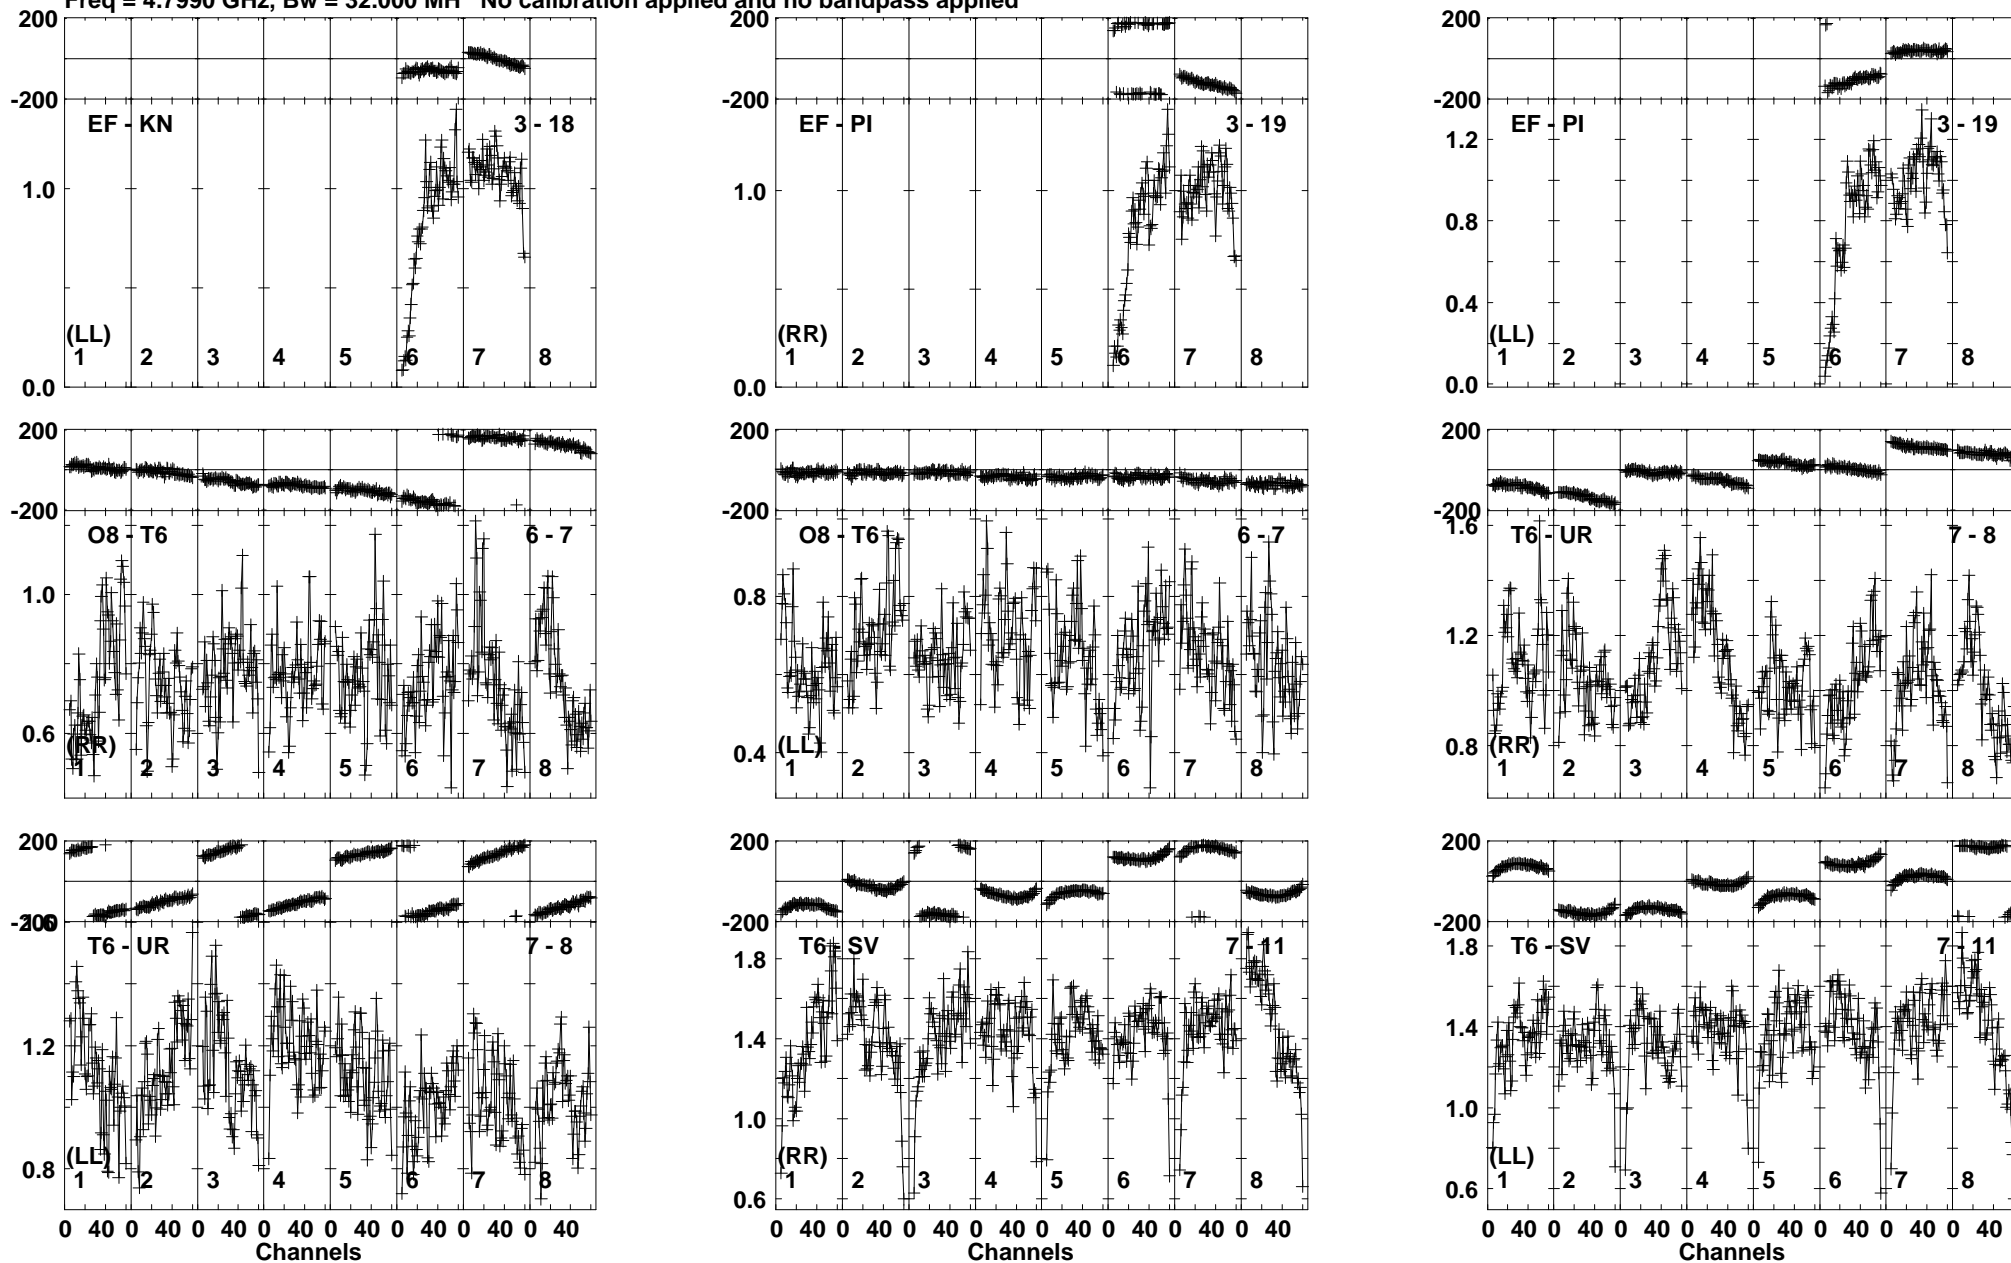 Freq = 4.7990 GHz, Bw = 32.000 MH No calibration applied and no bandpass applied
200 200 200
-200 -200 -200
EF - KN 3 - 18 EF - PI 3 - 19 EF - PI 3 - 19
1.0 1.0 1.2
1.0
0.8
0.4
0.0 0.0 0.0
(LL) (RR) (LL)
1 2 3 4 5 6 7 8 1 2 3 4 5 6 7 8 1 2 3 4 5 6 7 8
200 200 200
-200 -200 -200
O8 - T6 6 - 7 O8 - T6 6 - 7 T6 - UR 7 - 8
1.0 0.8 1.6
1.2
0.6 0.4 0.8
(RR) (LL) (RR)
1 2 3 4 5 6 7 8 1 2 3 4 5 6 7 8 1 2 3 4 5 6 7 8
200 200 200
-200 -200 -200
1.6
T6 - UR 7 - 8 T6 - SV 7 - 11 T6 - SV 7 - 11
1.8 1.8
1.2 1.4 1.4
1.0 1.0
0.8 0.6 0.6
(LL) (RR) (LL)
1 2 3 4 5 6 7 8 1 2 3 4 5 6 7 8 1 2 3 4 5 6 7 8
0 40 0 40 0 40 0 40 0 40 0 40 0 40 0 40 0 40 0 40 0 40 0 40 0 40 0 40 0 40 0 40 0 40 0 40 0 40 0 40 0 40 0 40 0 40 0 40
Channels Channels Channels